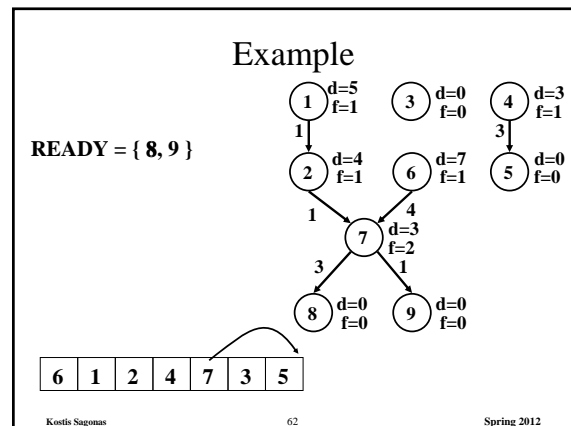 Example
1 d=5 f=1
3 d=0 f=0
4 d=3 f=1
1
3
READY = { 8, 9 }
2 d=4 f=1
6 d=7 f=1
5 d=0 f=0
1
4
7 d=3 f=2
3
1
8 d=0 f=0
9 d=0 f=0
6 1 2 4 7 3 5
Kostis Sagonas 62 Spring 2012